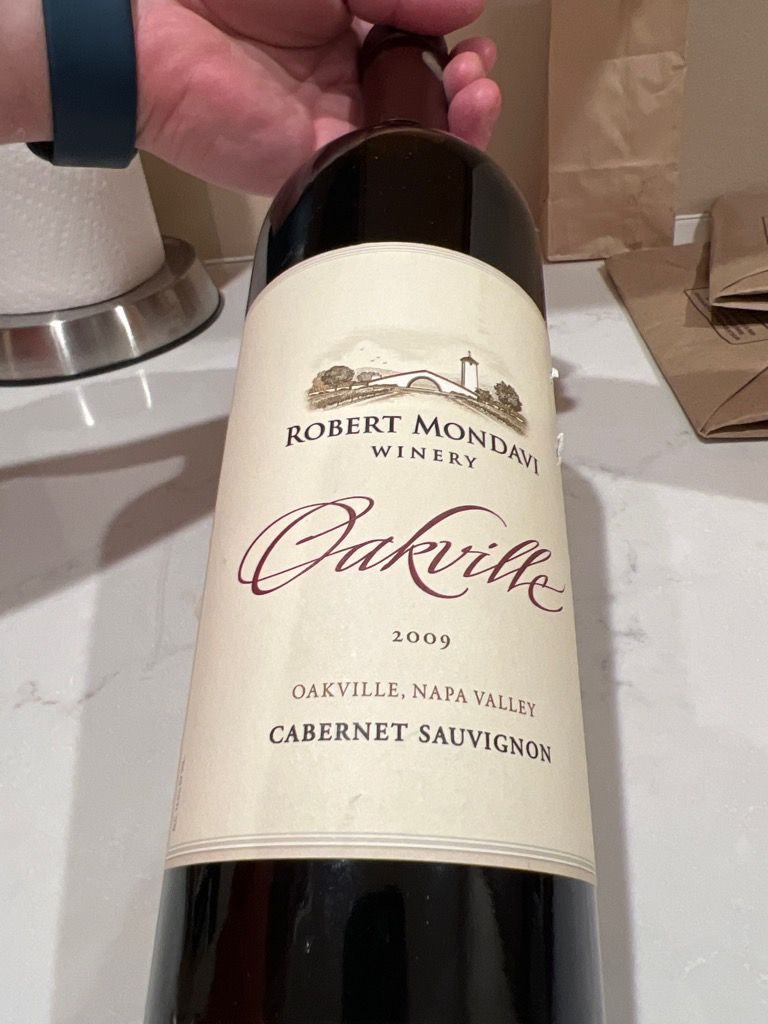 ROBERT MONDAVI
WINERY
Oakville
2009
OAKVILLE, NAPA VALLEY
CABERNET SAUVIGNON